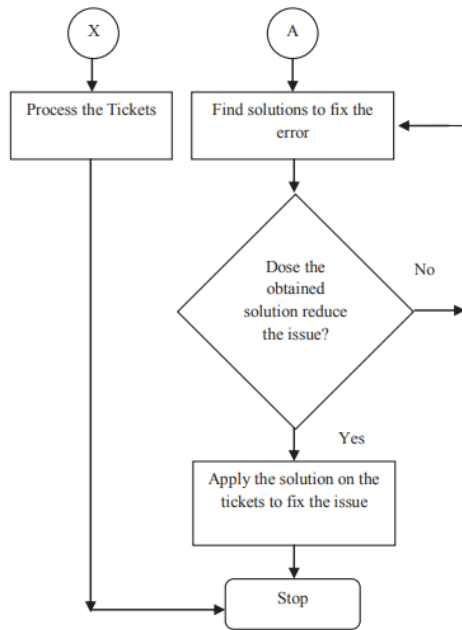 X
A
Process the Tickets
Find solutions to fix the
error
Dose the
obtained
solution reduce
the issue?
No
Yes
Apply the solution on the
tickets to fix the issue
Stop